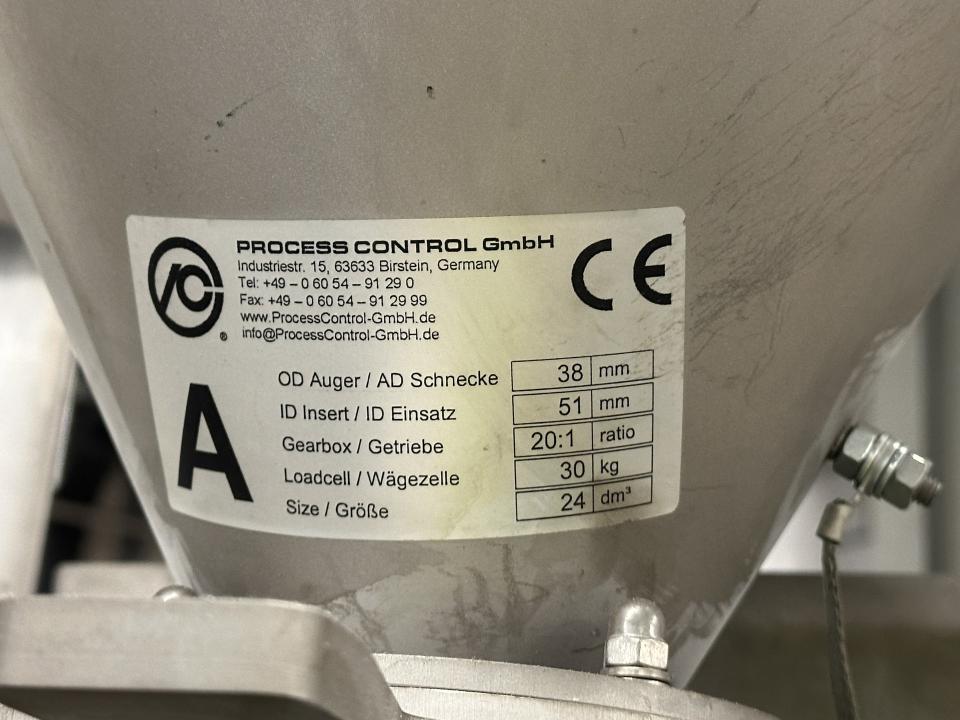 PROCESS CONTROL GmbH
Industriestr. 15, 63633 Birstein, Germany
Tel: +49 – 0 60 54 – 91 29 0
Fax: +49 – 0 60 54 – 91 29 99
www.ProcessControl-GmbH.de
info@ProcessControl-GmbH.de
®
CE
A
OD Auger / AD Schnecke 38 mm
ID Insert / ID Einsatz 51 mm
Gearbox / Getriebe 20:1 ratio
Loadcell / Wägezelle 30 kg
Size / Größe 24 dm³